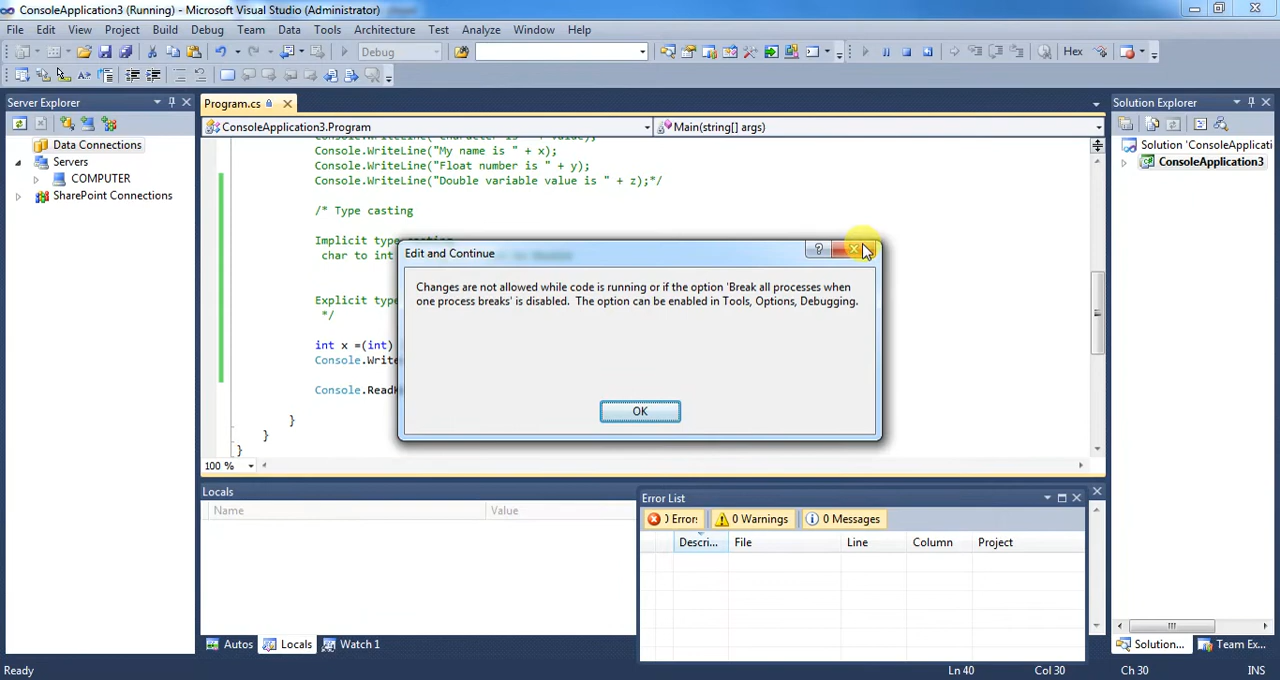 ConsoleApplication3 (Running) - Microsoft Visual Studio (Administrator)
File Edit View Project Build Debug Team Data Tools Architecture Test Analyze Window Help
Debug Hex
Server Explorer
Data Connections
Servers
COMPUTER
SharePoint Connections
Program.cs
ConsoleApplication3.Program Main(string[] args)
Console.WriteLine("My name is " + x);
Console.WriteLine("Float number is " + y);
Console.WriteLine("Double variable value is " + z);*/
/* Type casting
Implicit type
char to int
Explicit type
*/
int x =(int)
Console.Write
Console.Read
}
}
}
100 %
Edit and Continue
Changes are not allowed while code is running or if the option 'Break all processes when
one process breaks' is disabled. The option can be enabled in Tools, Options, Debugging.
OK
Solution Explorer
Solution 'ConsoleApplicat
ConsoleApplication3
Locals
Name Value
Autos Locals Watch 1
Error List
0 Warnings 0 Messages
Descri... File Line Column Project
Solution... Team Ex...
Ready Ln 40 Col 30 Ch 30 INS